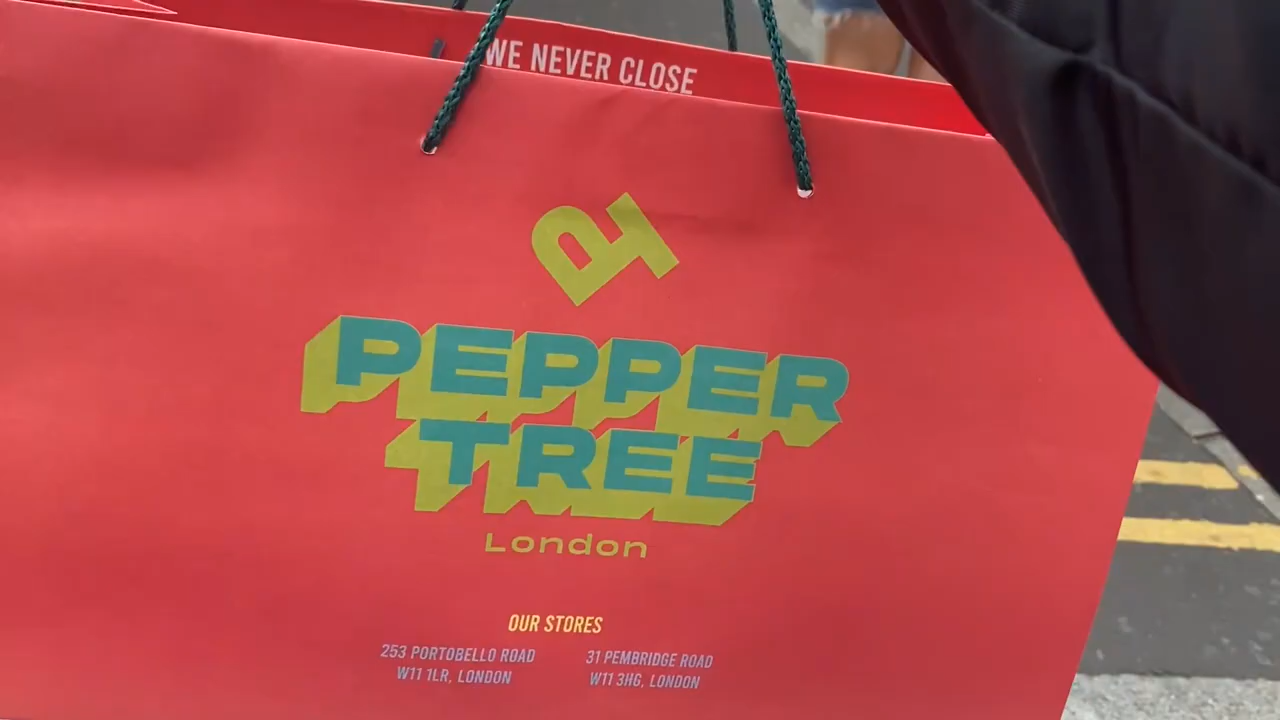 WE NEVER CLOSE
P
PEPPER
TREE
London
OUR STORES
253 PORTOBELLO ROAD
W11 1LR, LONDON
31 PEMBRIDGE ROAD
W11 3HG, LONDON